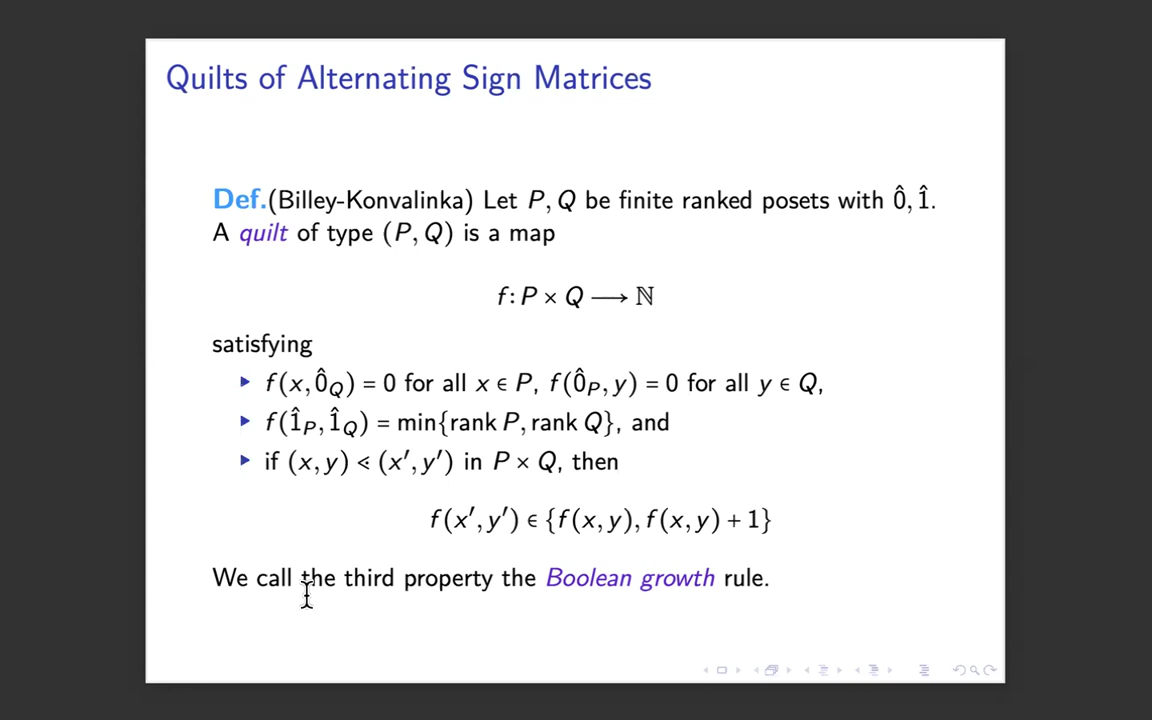 Quilts of Alternating Sign Matrices
Def.(Billey-Konvalinka) Let P, Q be finite ranked posets with 0̂, 1̂.
A quilt of type (P, Q) is a map
f: P × Q ⟶ ℕ
satisfying
▸ f(x, 0̂_Q) = 0 for all x ∈ P, f(0̂_P, y) = 0 for all y ∈ Q,
▸ f(1̂_P, 1̂_Q) = min{rank P, rank Q}, and
▸ if (x, y) ⋖ (x′, y′) in P × Q, then
f(x′, y′) ∈ {f(x, y), f(x, y) + 1}
We call the third property the Boolean growth rule.